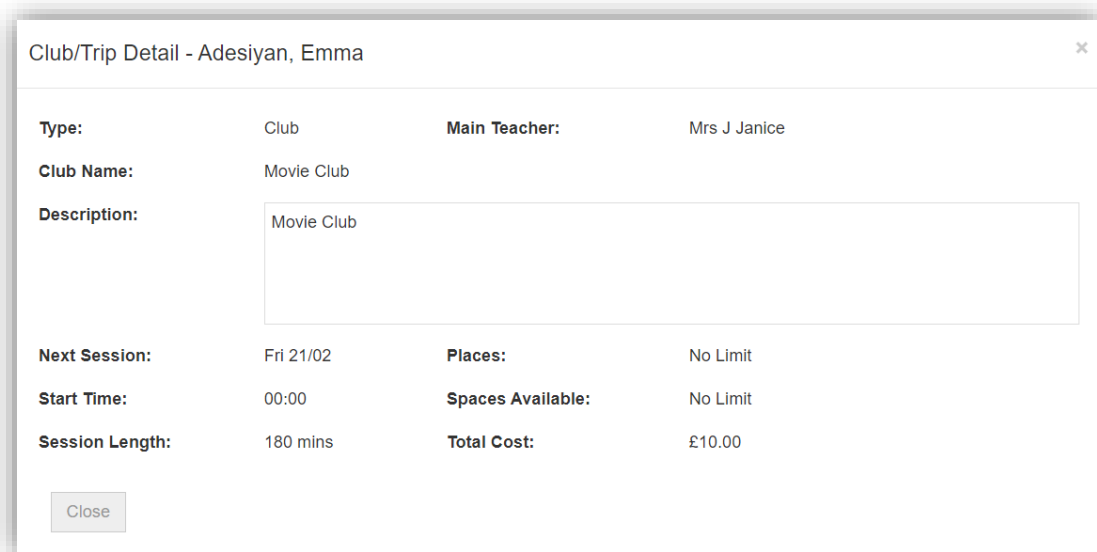 Club/Trip Detail - Adesiyan, Emma ×
Type: Club Main Teacher: Mrs J Janice
Club Name: Movie Club
Description: Movie Club
Next Session: Fri 21/02 Places: No Limit
Start Time: 00:00 Spaces Available: No Limit
Session Length: 180 mins Total Cost: £10.00
Close